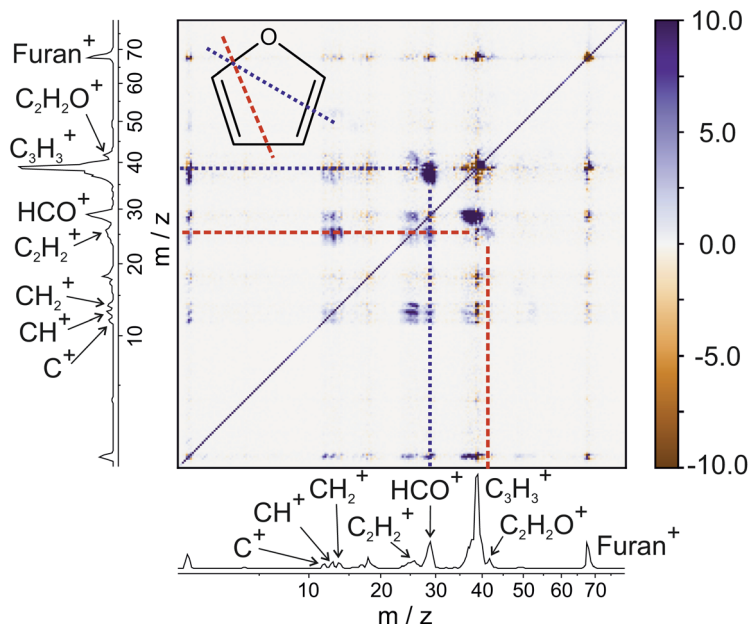 Furan⁺
C₂H₂O⁺
C₃H₃⁺
HCO⁺
C₂H₂⁺
CH₂⁺
CH⁺
C⁺
70
60
50
40
30
20
10
m / z
O
10.0
5.0
0.0
-5.0
-10.0
C⁺
CH⁺
CH₂⁺
C₂H₂⁺
HCO⁺
C₃H₃⁺
C₂H₂O⁺
Furan⁺
10 20 30 40 50 60 70
m / z